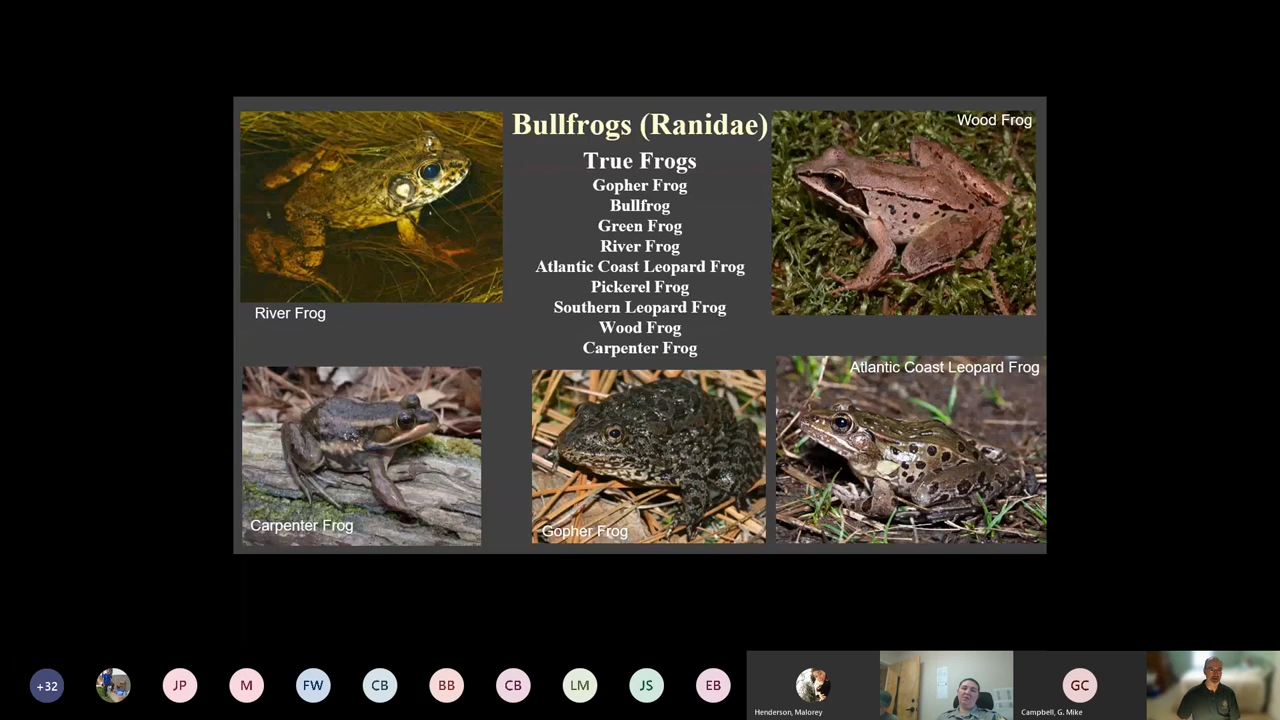 Bullfrogs (Ranidae)
True Frogs
Gopher Frog
Bullfrog
Green Frog
River Frog
Atlantic Coast Leopard Frog
Pickerel Frog
Southern Leopard Frog
Wood Frog
Carpenter Frog
River Frog
Wood Frog
Carpenter Frog
Gopher Frog
Atlantic Coast Leopard Frog
+32
JP
M
FW
CB
BB
CB
LM
JS
EB
Henderson, Malorey
GC
Campbell, G. Mike